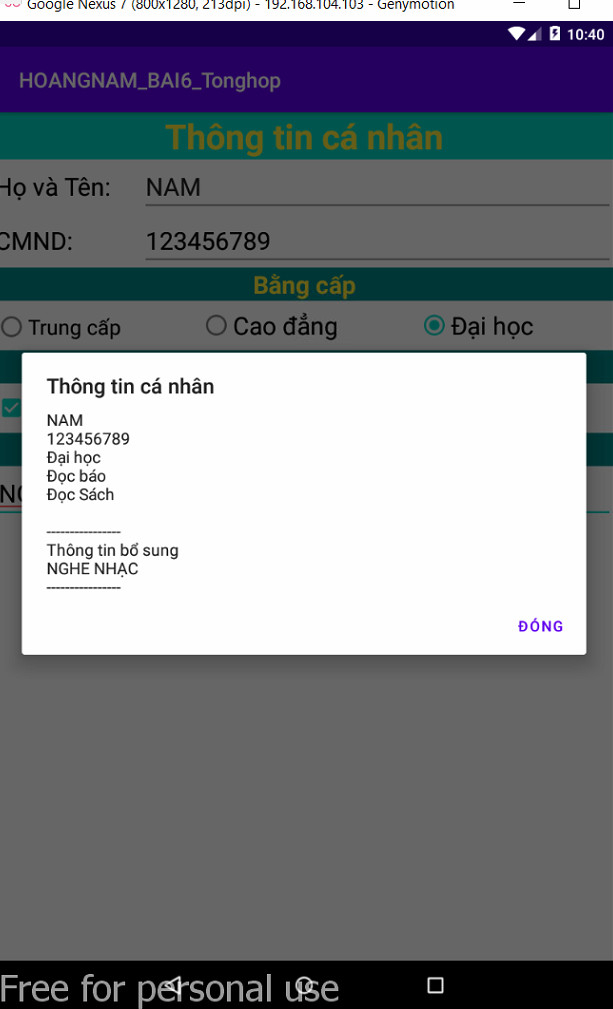 Google Nexus 7 (800x1280, 213dpi) - 192.168.104.103 - Genymotion
10:40
HOANGNAM_BAI6_Tonghop
Thông tin cá nhân
Họ và Tên: NAM
CMND: 123456789
Bằng cấp
Trung cấp Cao đẳng Đại học
Thông tin cá nhân
NAM
123456789
Đại học
Đọc báo
Đọc Sách
----------------
Thông tin bổ sung
NGHE NHẠC
----------------
ĐÓNG
Free for personal use